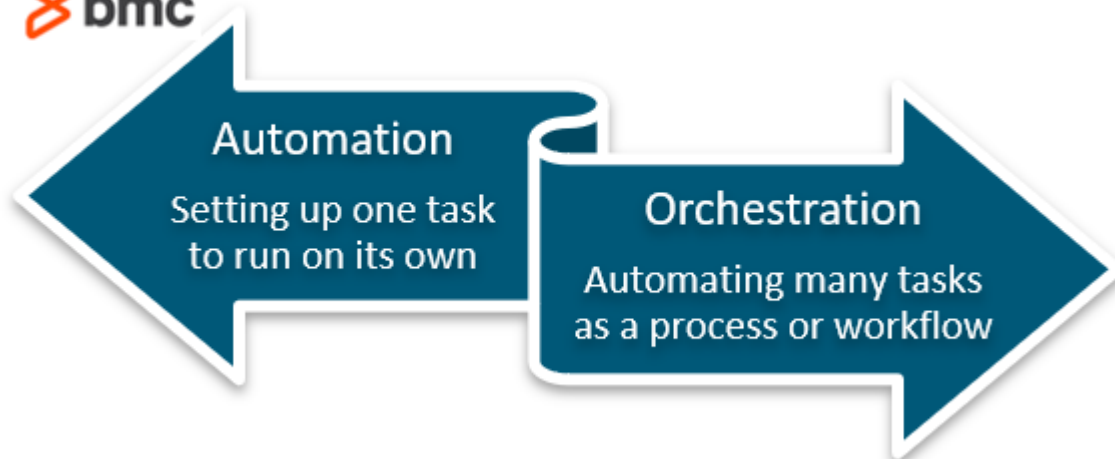 bmc
Automation
Setting up one task
to run on its own
Orchestration
Automating many tasks
as a process or workflow